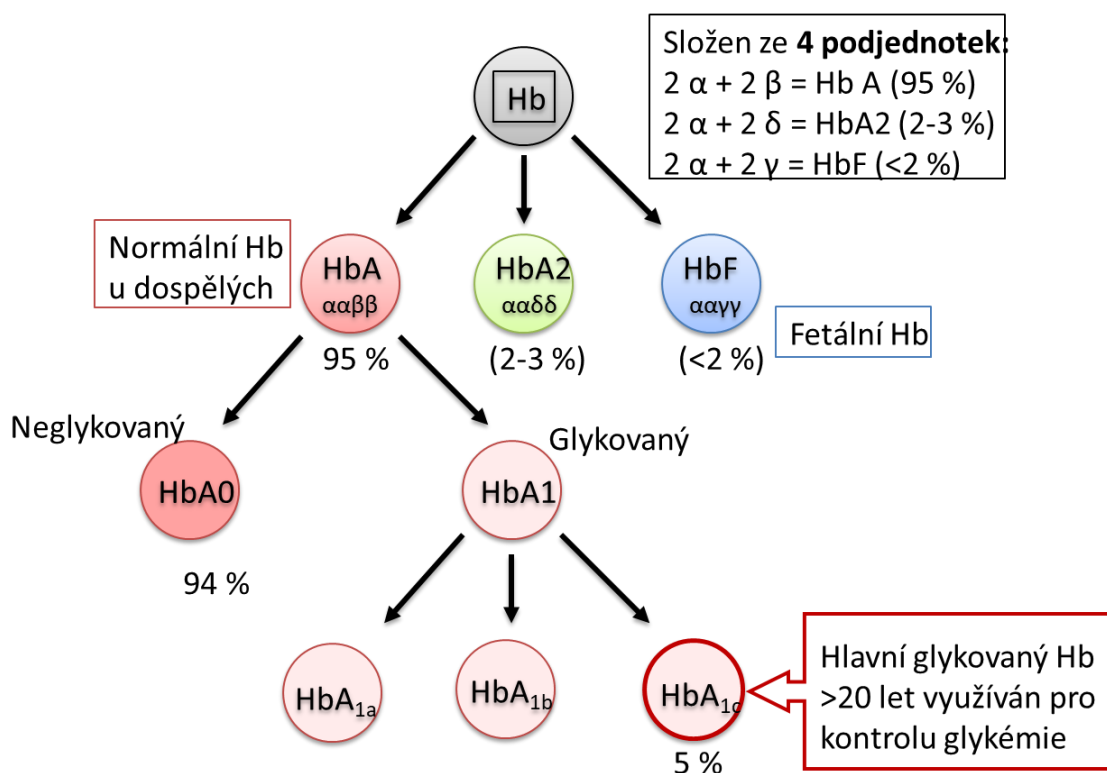 Hb
Složen ze 4 podjednotek:
2 α + 2 β = Hb A (95 %)
2 α + 2 δ = HbA2 (2-3 %)
2 α + 2 γ = HbF (<2 %)
Normální Hb
u dospělých
HbA
ααββ
95 %
HbA2
ααδδ
(2-3 %)
HbF
ααγγ
(<2 %)
Fetální Hb
Neglykovaný
HbA0
94 %
Glykovaný
HbA1
HbA1a
HbA1b
HbA1c
5 %
Hlavní glykovaný Hb
>20 let využíván pro
kontrolu glykémie